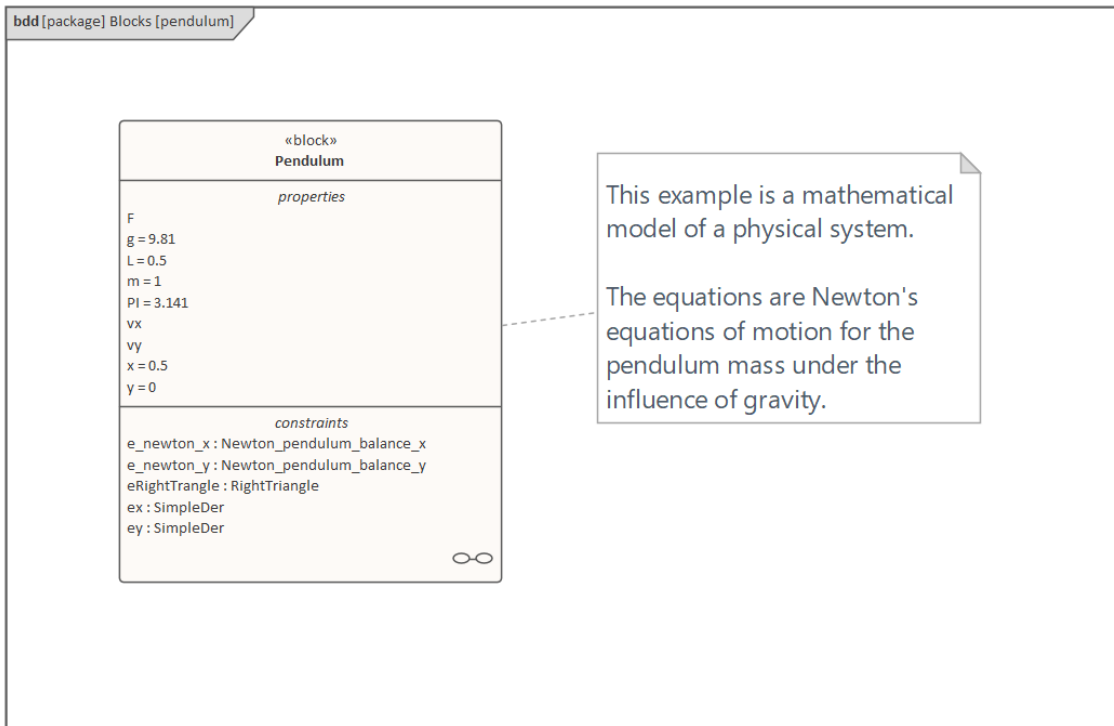 bdd [package] Blocks [pendulum]
«block»
Pendulum
properties
F
g = 9.81
L = 0.5
m = 1
PI = 3.141
vx
vy
x = 0.5
y = 0
constraints
e_newton_x : Newton_pendulum_balance_x
e_newton_y : Newton_pendulum_balance_y
eRightTrangle : RightTriangle
ex : SimpleDer
ey : SimpleDer
This example is a mathematical
model of a physical system.
The equations are Newton's
equations of motion for the
pendulum mass under the
influence of gravity.